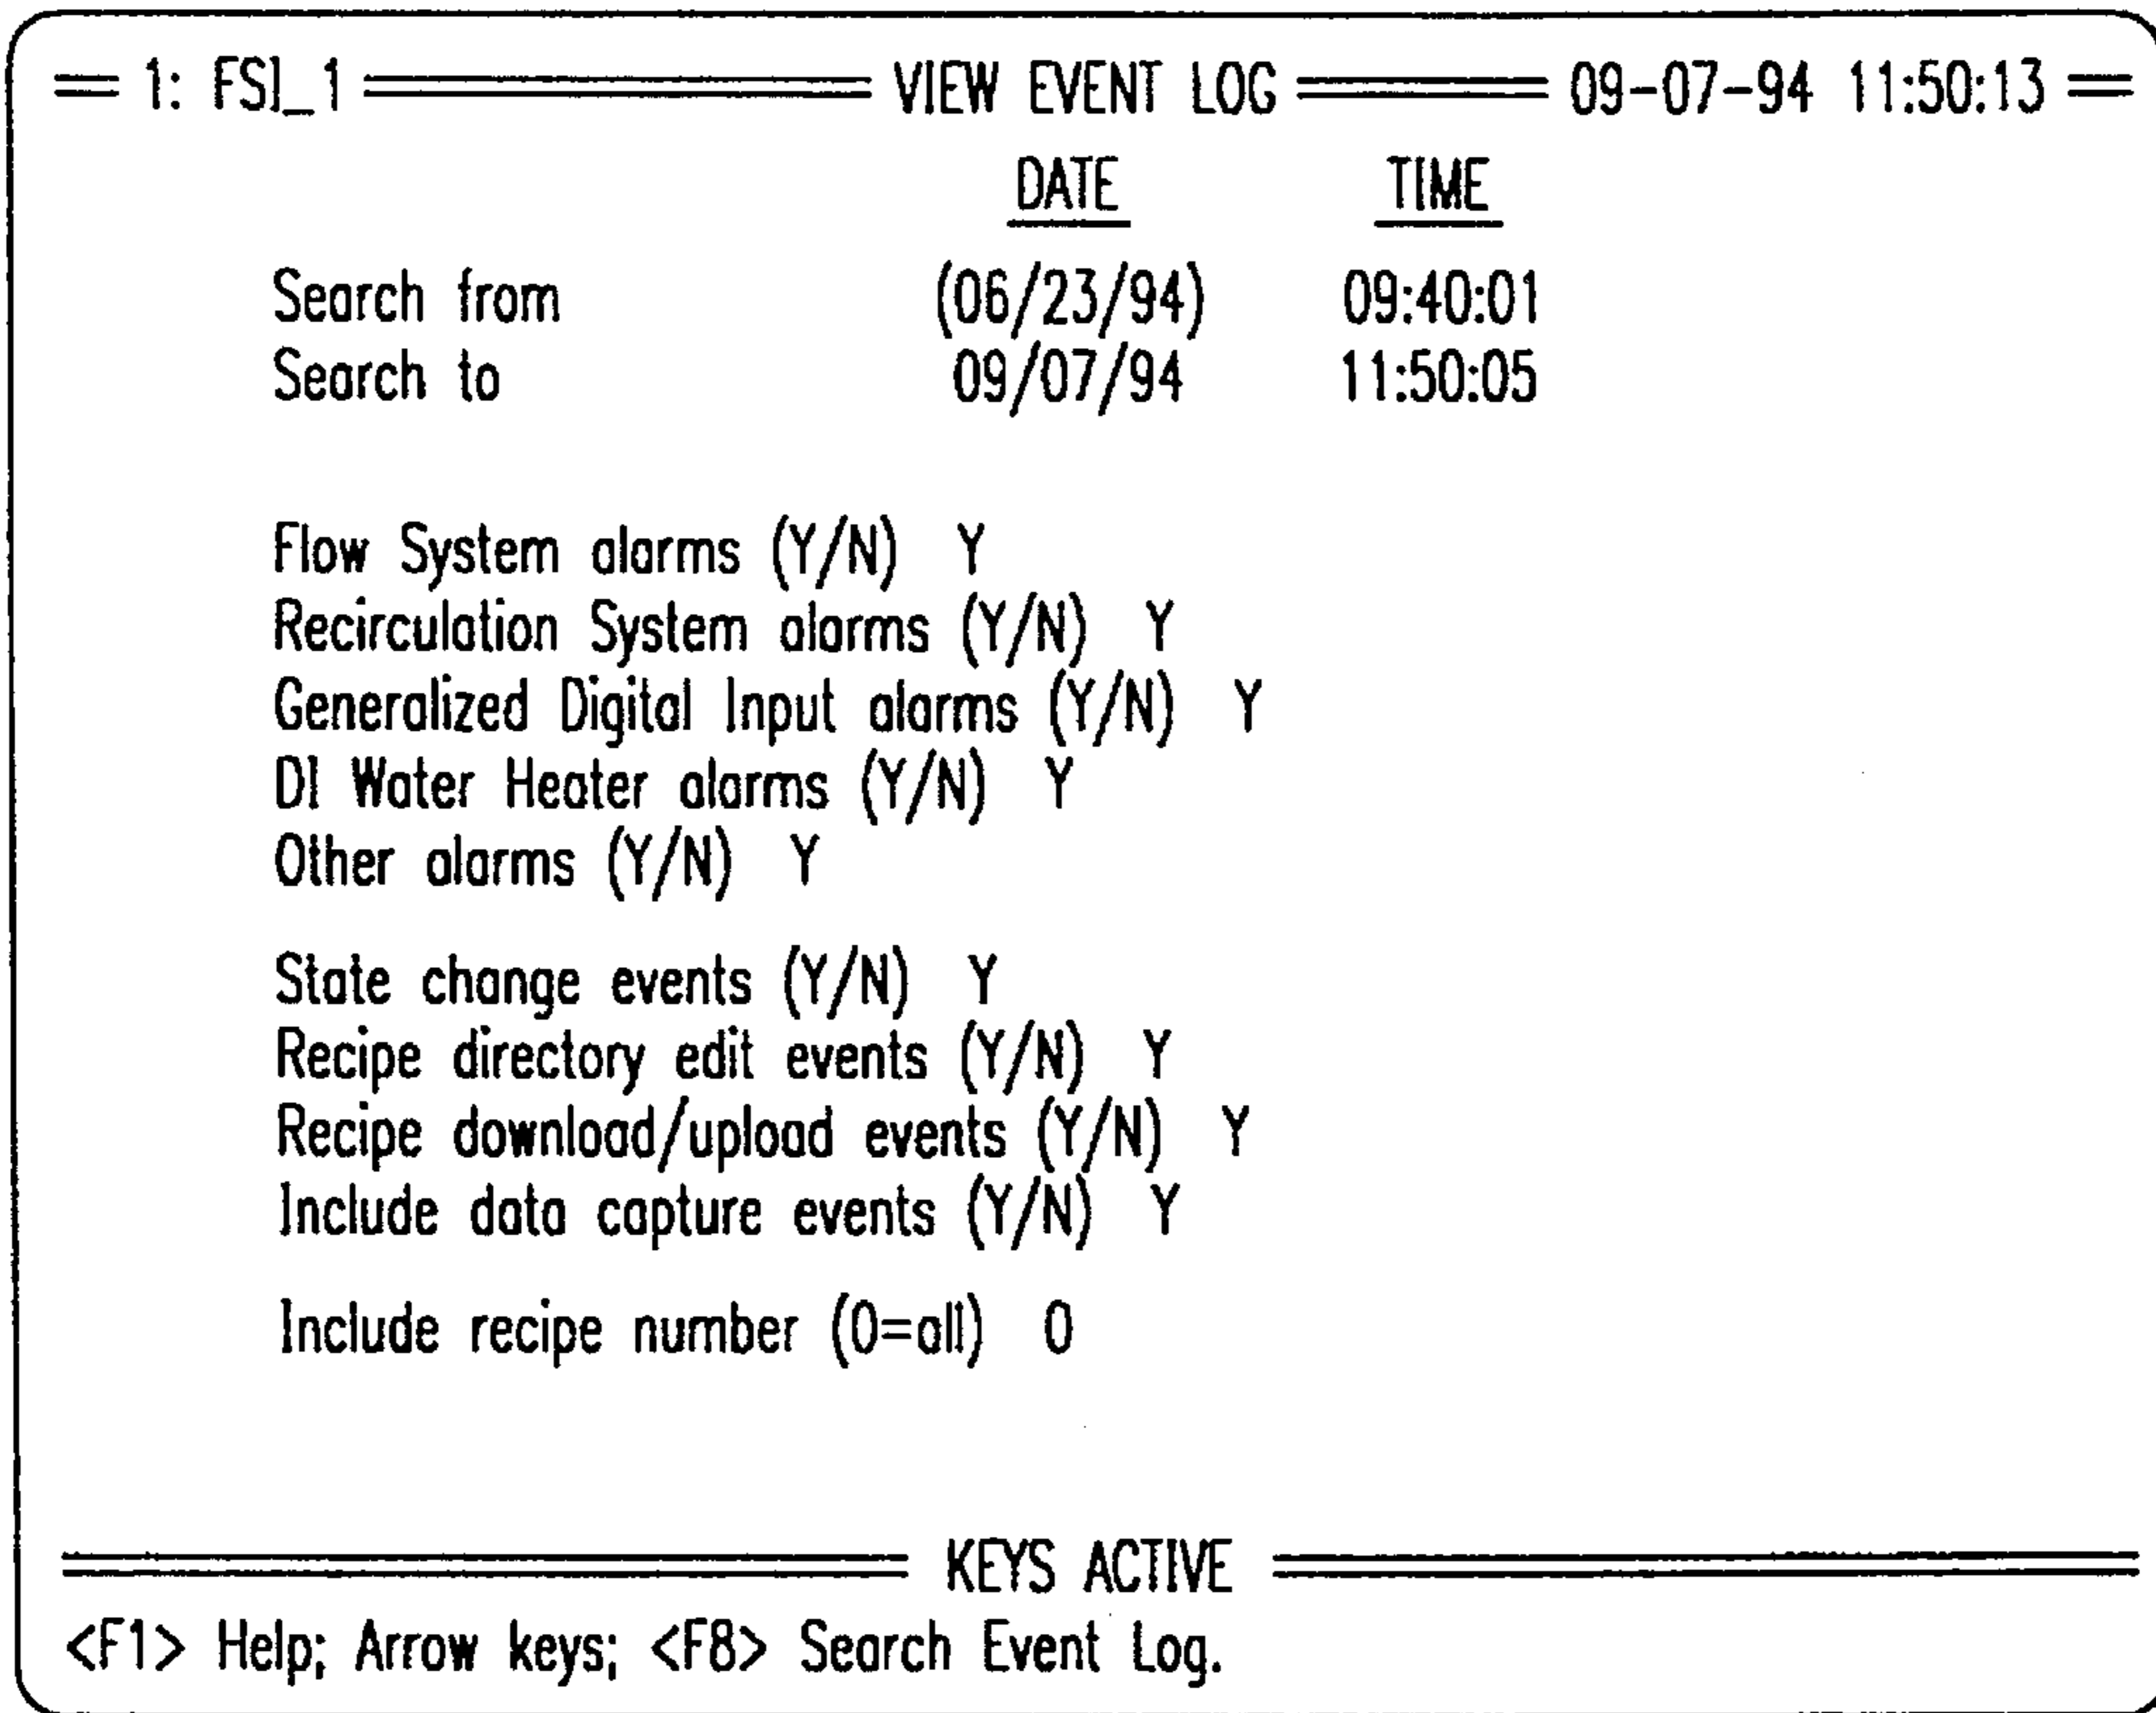 1: FSI_1 VIEW EVENT LOG 09-07-94 11:50:13
DATE TIME
Search from (06/23/94) 09:40:01
Search to 09/07/94 11:50:05
Flow System alarms (Y/N) Y
Recirculation System alarms (Y/N) Y
Generalized Digital Input alarms (Y/N) Y
DI Water Heater alarms (Y/N) Y
Other alarms (Y/N) Y
State change events (Y/N) Y
Recipe directory edit events (Y/N) Y
Recipe download/upload events (Y/N) Y
Include data capture events (Y/N) Y
Include recipe number (0=all) 0
KEYS ACTIVE
<F1> Help; Arrow keys; <F8> Search Event Log.